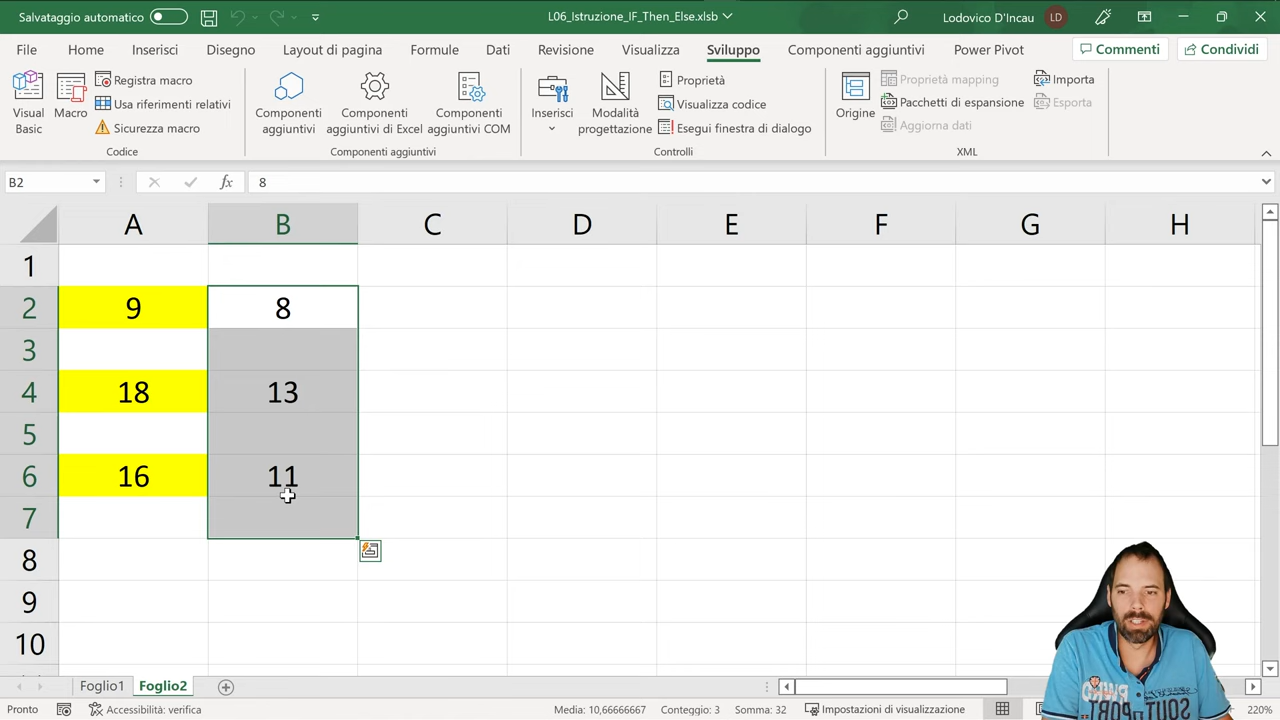 Salvataggio automatico
L06_Istruzione_IF_Then_Else.xlsb
Lodovico D'Incau
LD
File
Home
Inserisci
Disegno
Layout di pagina
Formule
Dati
Revisione
Visualizza
Sviluppo
Componenti aggiuntivi
Power Pivot
Commenti
Condividi
Visual Basic
Macro
Registra macro
Usa riferimenti relativi
Sicurezza macro
Codice
Componenti aggiuntivi
Componenti aggiuntivi di Excel
Componenti aggiuntivi COM
Componenti aggiuntivi
Inserisci
Modalità progettazione
Proprietà
Visualizza codice
Esegui finestra di dialogo
Controlli
Origine
Proprietà mapping
Pacchetti di espansione
Aggiorna dati
Importa
Esporta
XML
B2
fx
8
A B C D E F G H
1
2 9 8
3
4 18 13
5
6 16 11
7
8
9
10
Foglio1
Foglio2
Pronto
Accessibilità: verifica
Media: 10,66666667
Conteggio: 3
Somma: 32
Impostazioni di visualizzazione
220%